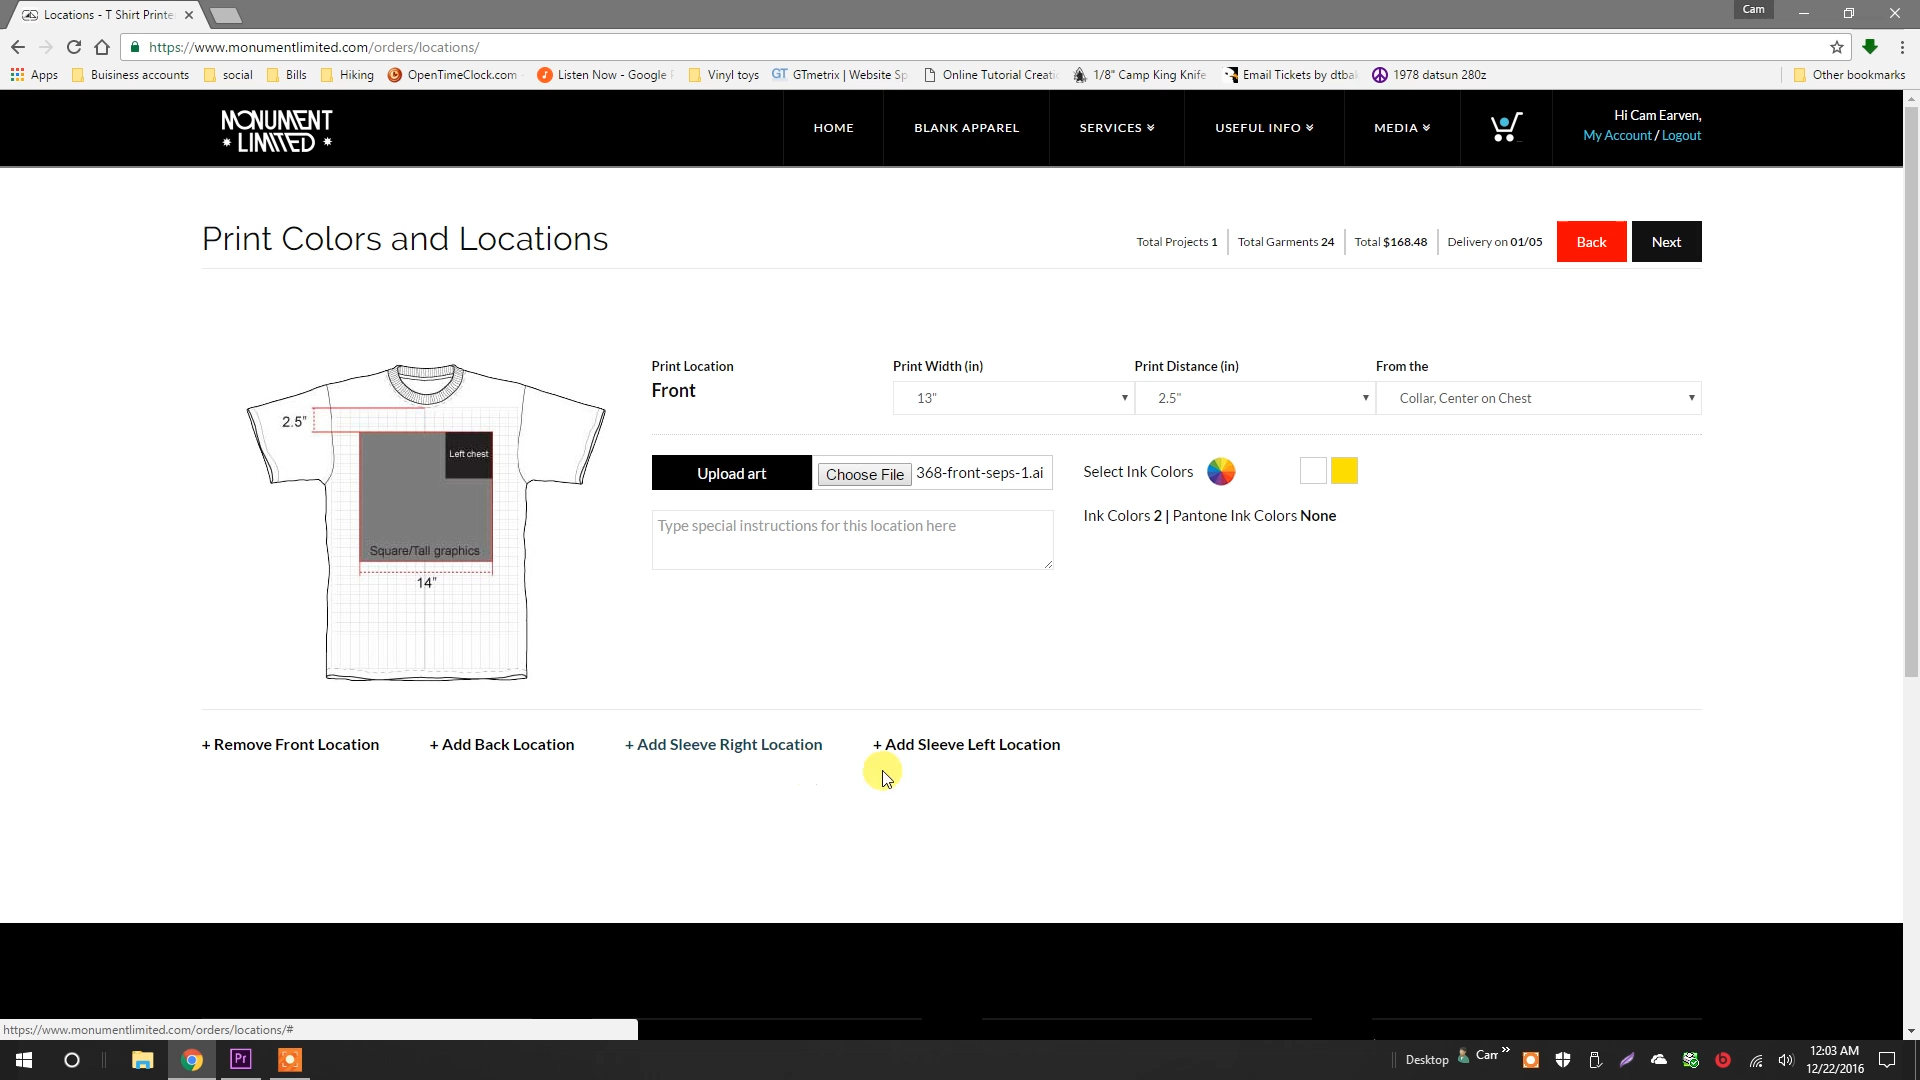 Locations - T Shirt Printe
Cam
https://www.monumentlimited.com/orders/locations/
Apps
Buisiness accounts
social
Bills
Hiking
OpenTimeClock.com
Listen Now - Google
Vinyl toys
GTmetrix | Website Sp
Online Tutorial Creati
1/8" Camp King Knife
Email Tickets by dtba
1978 datsun 280z
Other bookmarks
MONUMENT
LIMITED
HOME
BLANK APPAREL
SERVICES
USEFUL INFO
MEDIA
Hi Cam Earven,
My Account / Logout
Print Colors and Locations
Total Projects 1
Total Garments 24
Total $168.48
Delivery on 01/05
Back
Next
2.5"
Left chest
Square/Tall graphics
14"
Print Location
Front
Print Width (in)
13"
Print Distance (in)
2.5"
From the
Collar, Center on Chest
Upload art
Choose File
368-front-seps-1.ai
Select Ink Colors
Type special instructions for this location here
Ink Colors 2 | Pantone Ink Colors None
+ Remove Front Location
+ Add Back Location
+ Add Sleeve Right Location
+ Add Sleeve Left Location
https://www.monumentlimited.com/orders/locations/#
Pr
Desktop
Cam
12:03 AM
12/22/2016